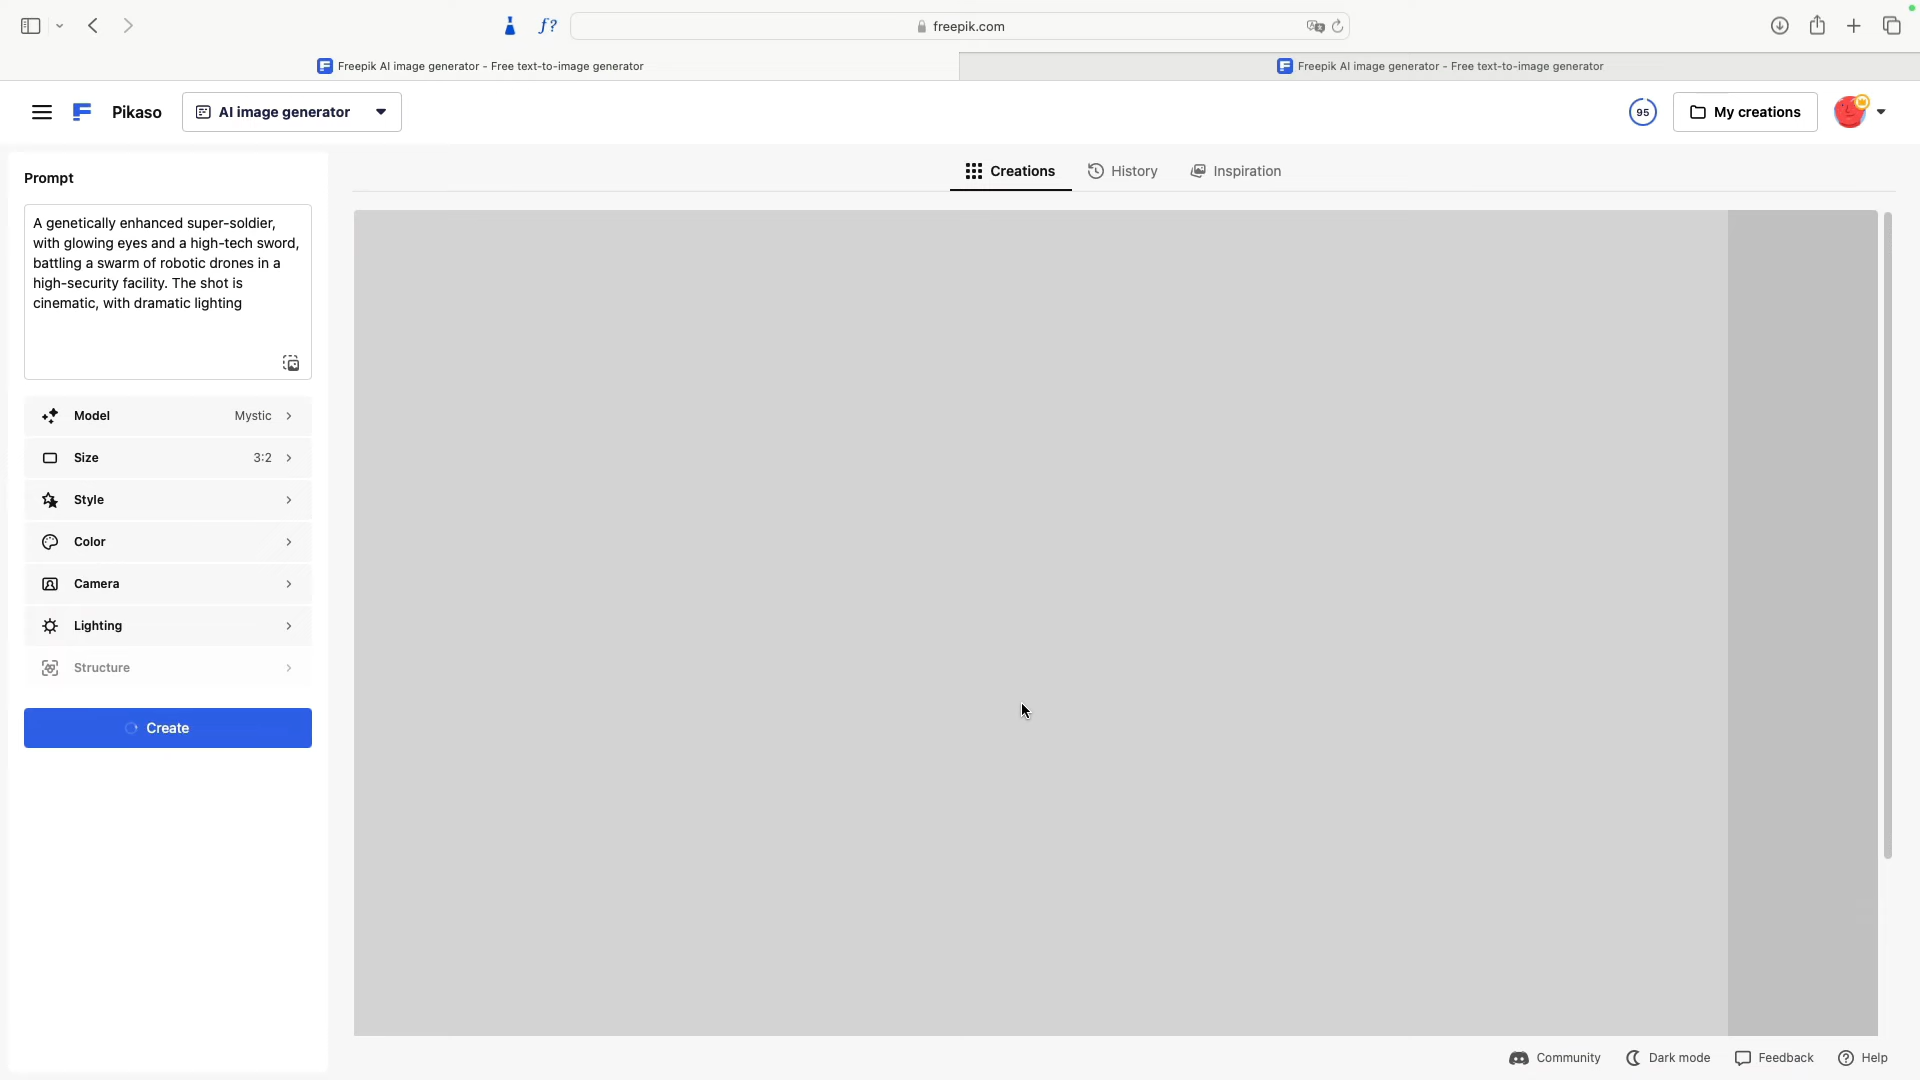 freepik.com
Freepik AI image generator - Free text-to-image generator
Freepik AI image generator - Free text-to-image generator
Pikaso
AI image generator
95
My creations
Prompt
Creations
History
Inspiration
A genetically enhanced super-soldier,
with glowing eyes and a high-tech sword,
battling a swarm of robotic drones in a
high-security facility. The shot is
cinematic, with dramatic lighting
Model
Mystic
Size
3:2
Style
Color
Camera
Lighting
Structure
Create
Community
Dark mode
Feedback
Help